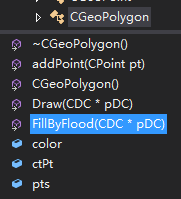 CGeoPolygon
~CGeoPolygon()
addPoint(CPoint pt)
CGeoPolygon()
Draw(CDC * pDC)
FillByFlood(CDC * pDC)
color
ctPt
pts